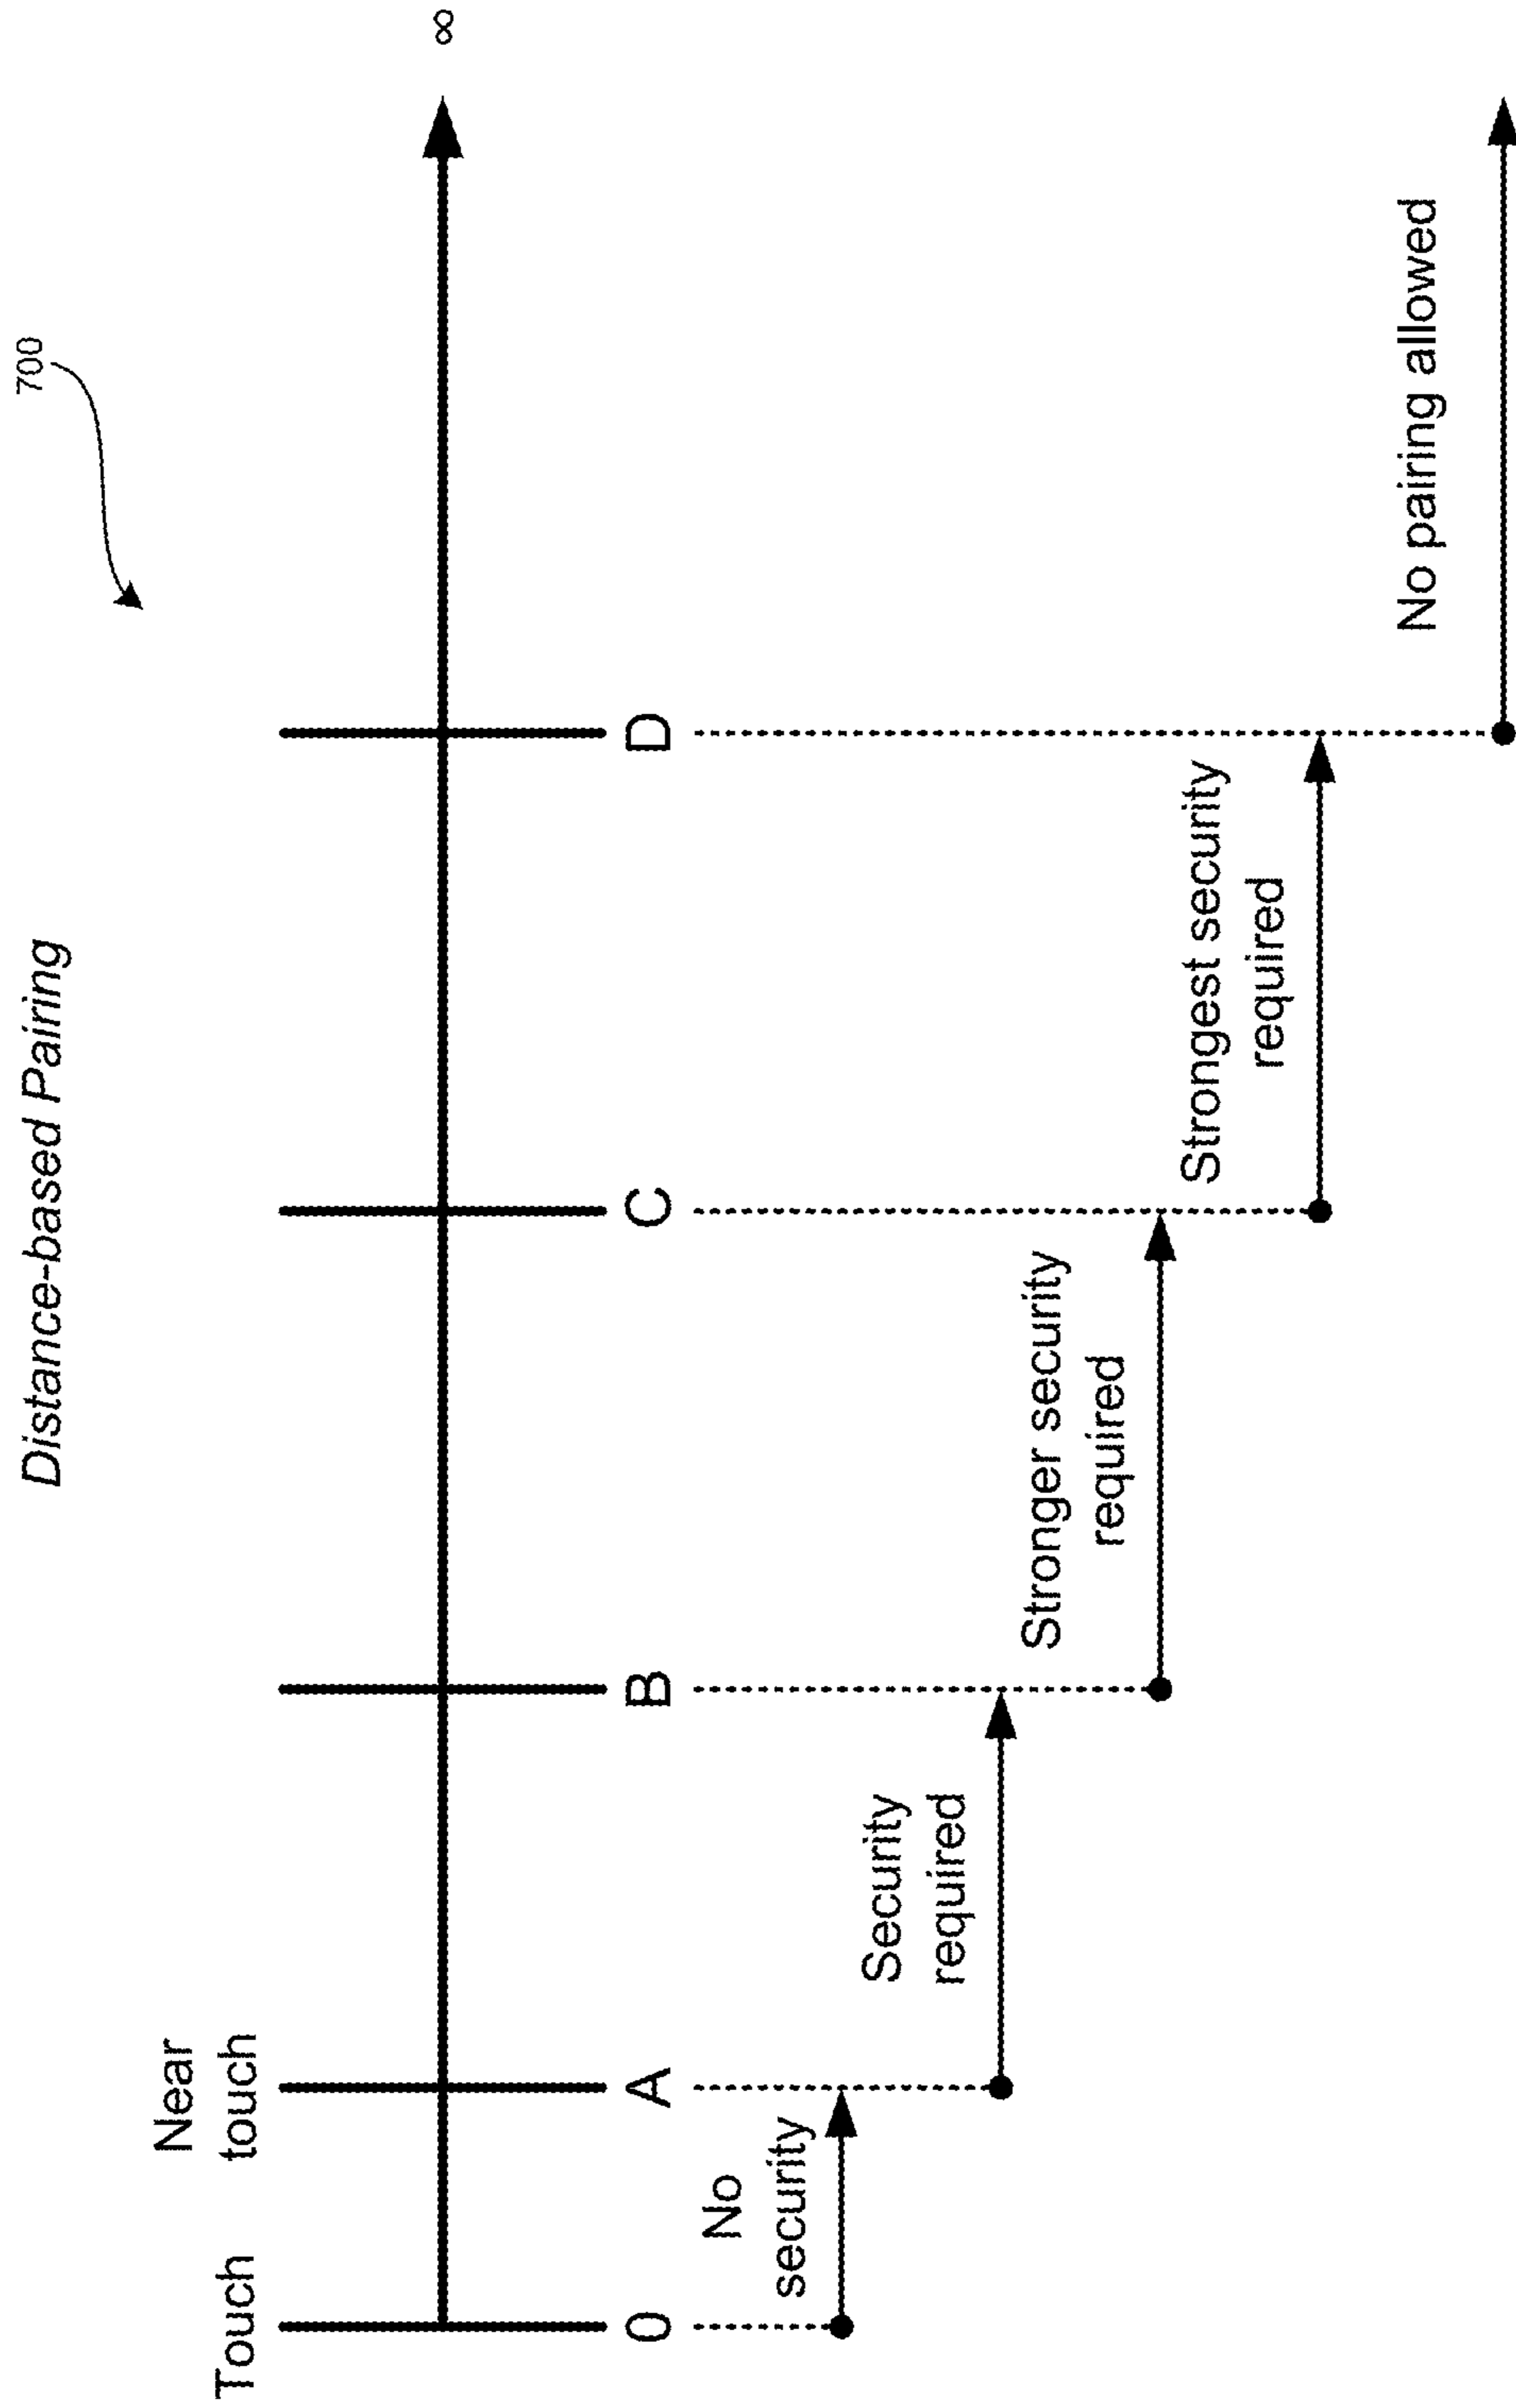 Distance-based Pairing
700
Touch
Near
touch
∞
0
A
B
C
D
No
security
Security
required
Stronger security
required
Strongest security
required
No pairing allowed